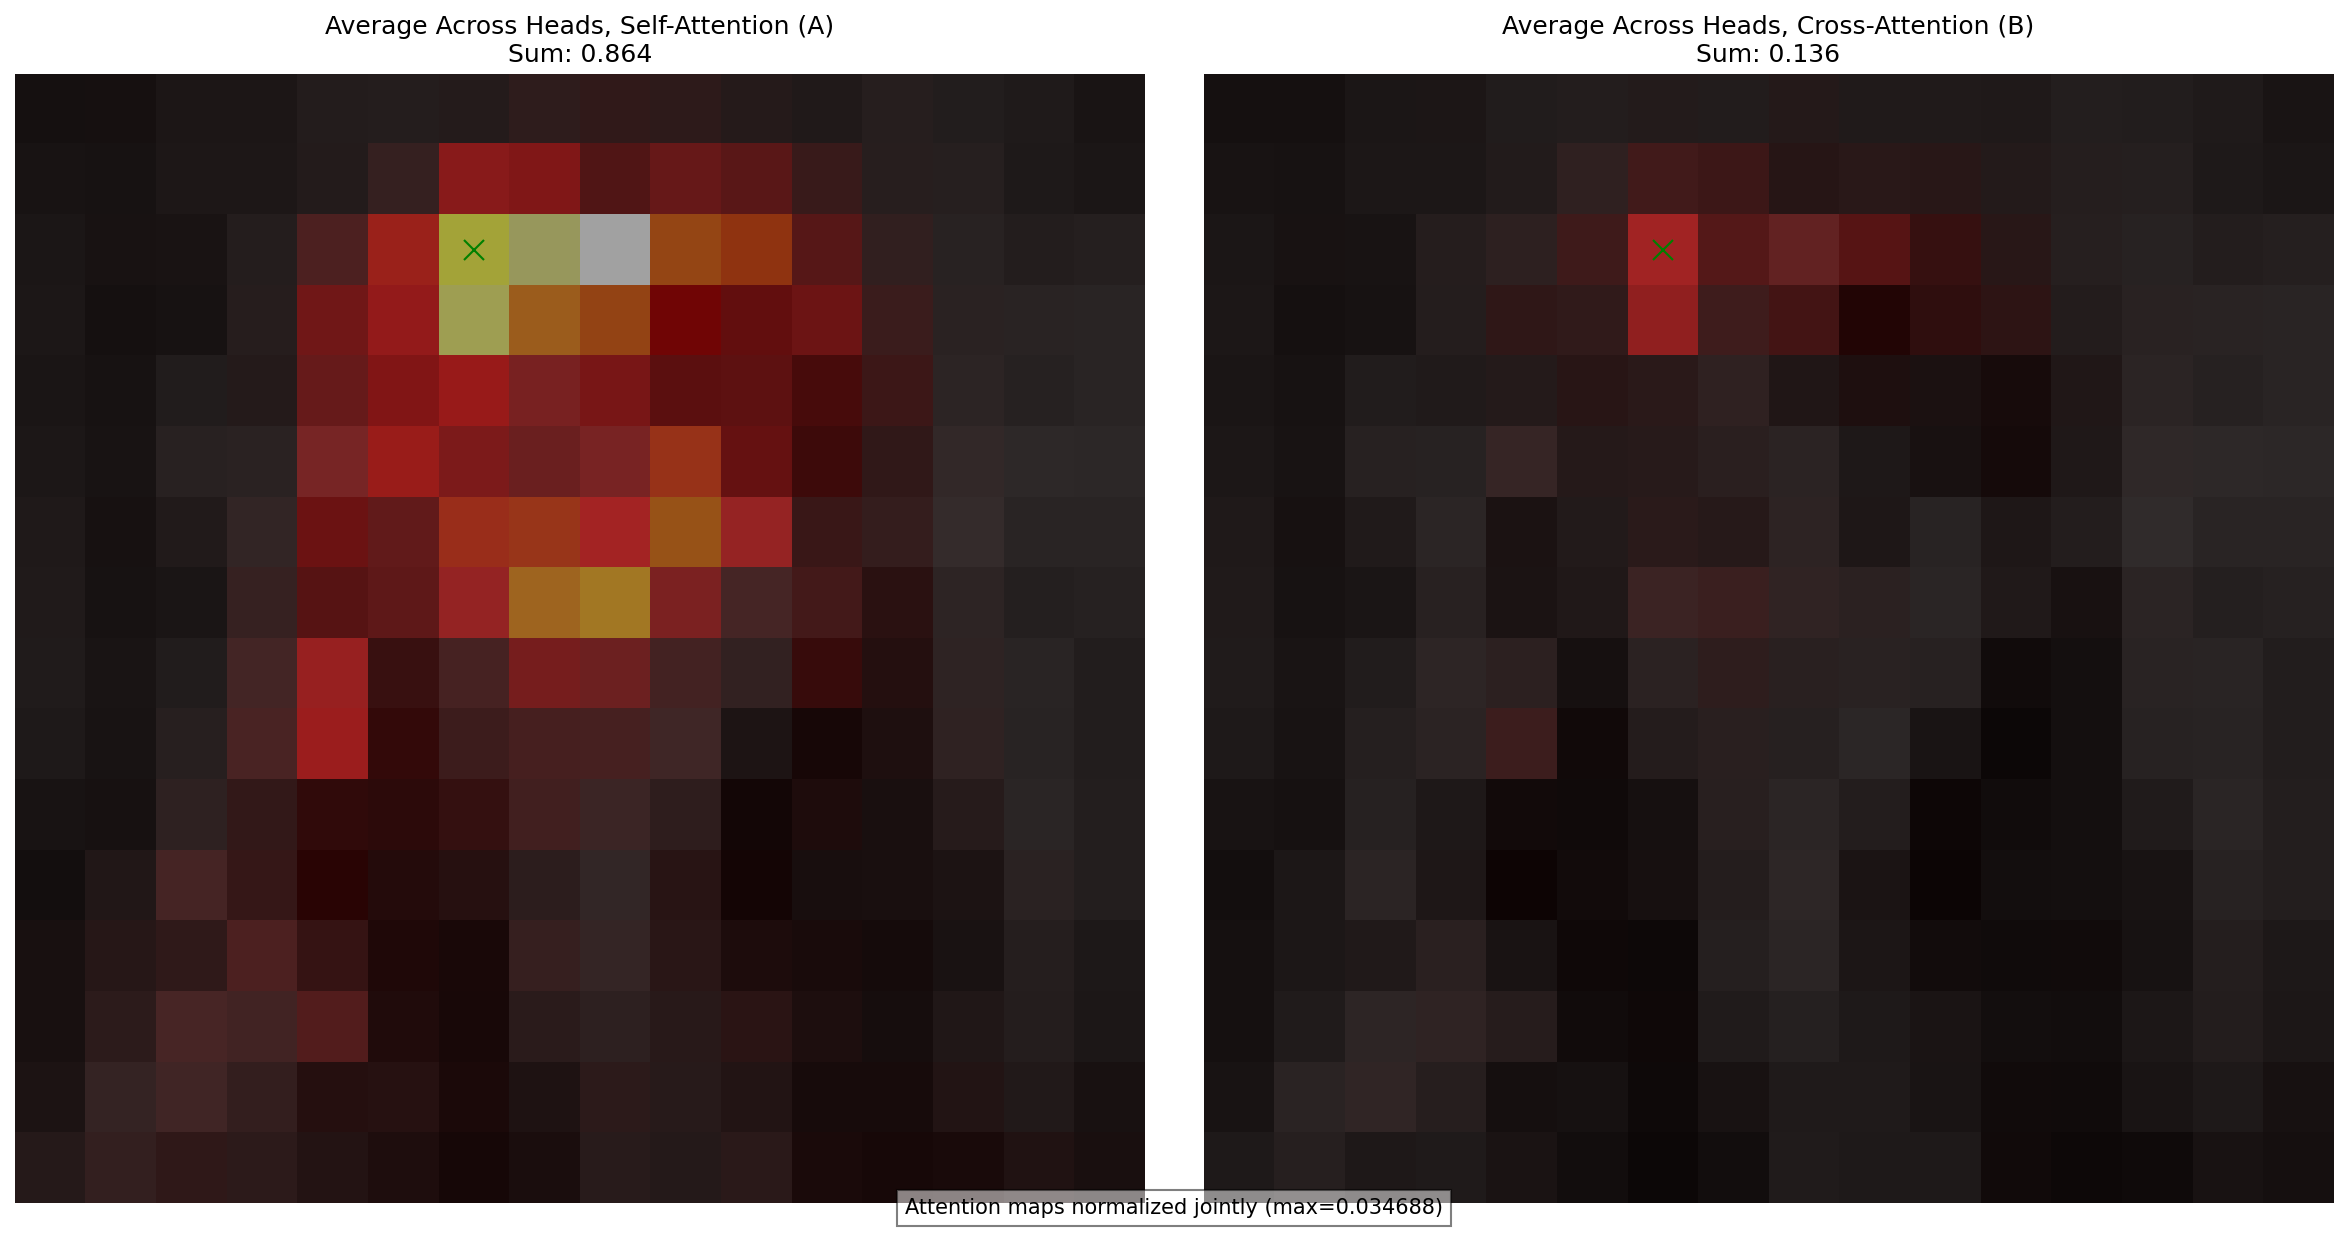 Average Across Heads, Self-Attention (A)
Sum: 0.864
Average Across Heads, Cross-Attention (B)
Sum: 0.136
Attention maps normalized jointly (max=0.034688)